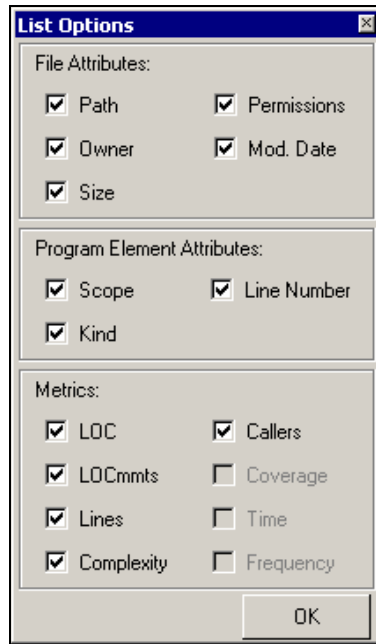 List Options
File Attributes:
Path Permissions
Owner Mod. Date
Size
Program Element Attributes:
Scope Line Number
Kind
Metrics:
LOC Callers
LOCmmts Coverage
Lines Time
Complexity Frequency
OK